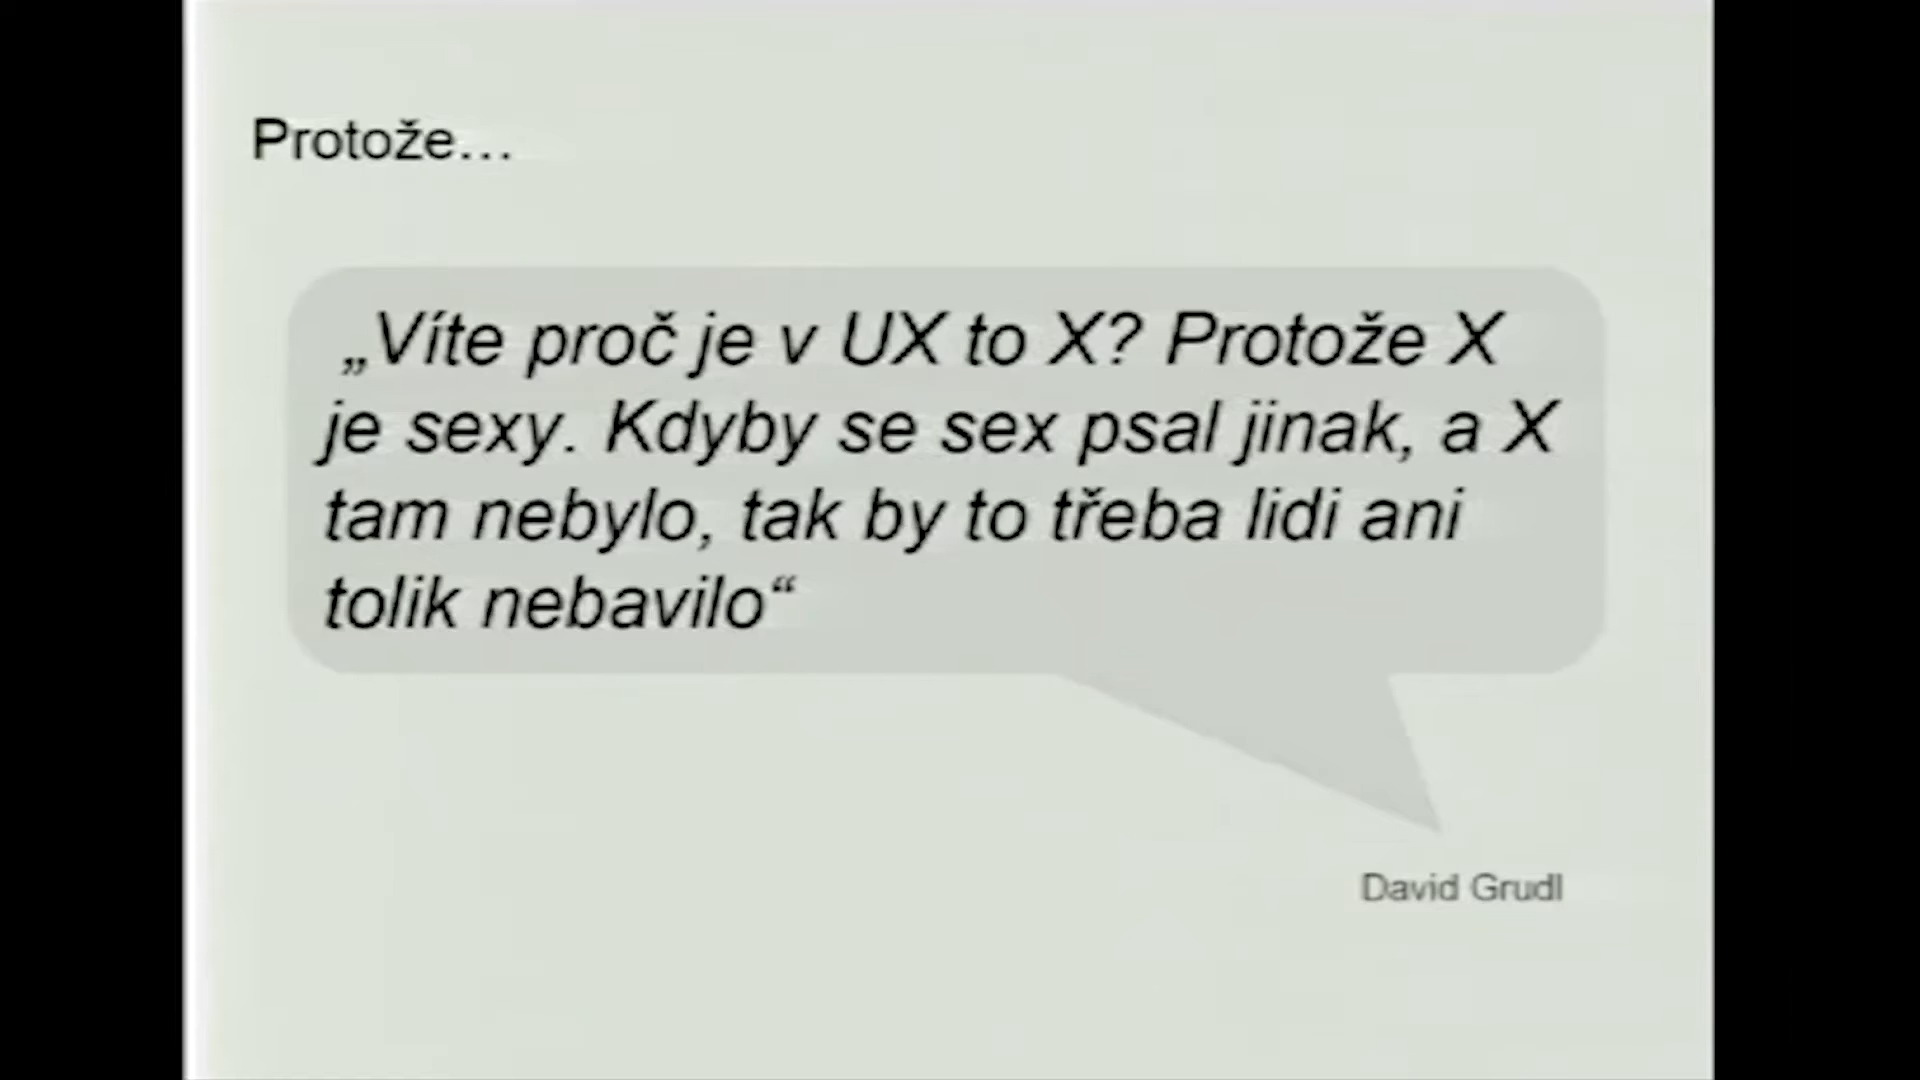 Protože...
„Víte proč je v UX to X? Protože X
je sexy. Kdyby se sex psal jinak, a X
tam nebylo, tak by to třeba lidi ani
tolik nebavilo“
David Grudl